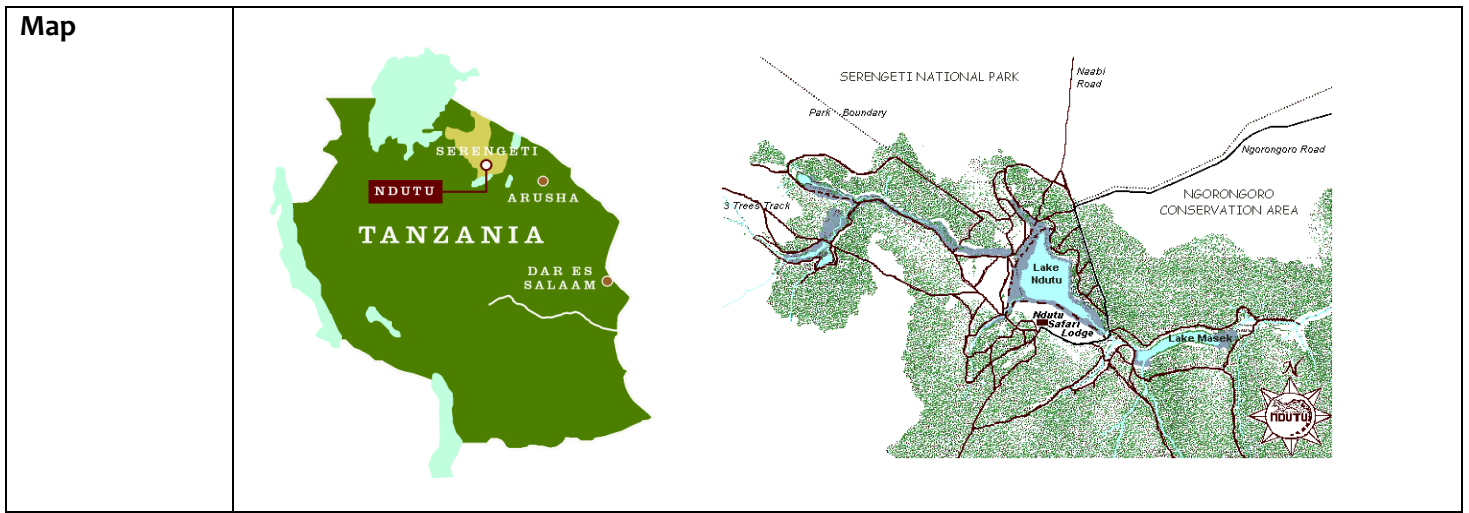 Map
SERENGETI
NDUTU
ARUSHA
TANZANIA
DAR ES
SALAAM
SERENGETI NATIONAL PARK
Naabi
Road
Park Boundary
Ngorongoro Road
NGORONGORO
CONSERVATION AREA
3 Trees Track
Lake
Ndutu
Ndutu
Safari
Lodge
Lake Masek
N
NDUTU